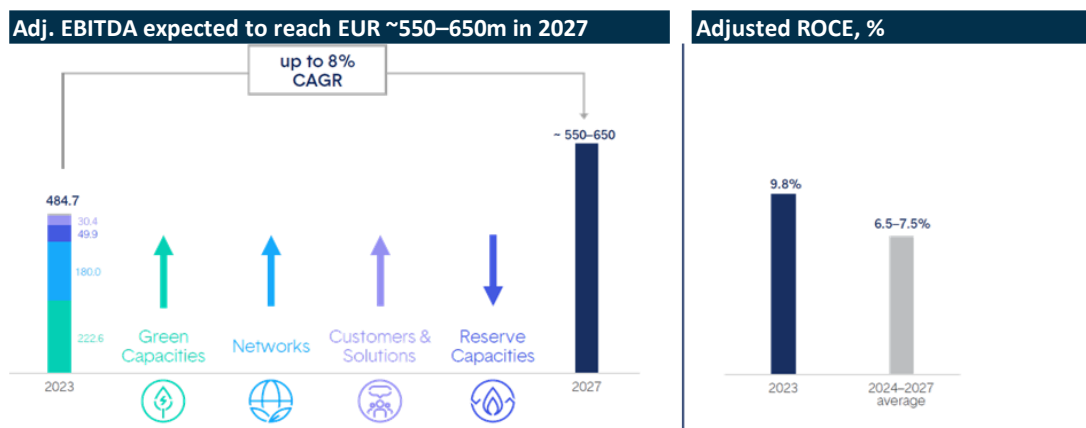 Adj. EBITDA expected to reach EUR ~550–650m in 2027
up to 8%
CAGR
~ 550–650
484.7
30.4
49.9
180.0
222.6
Green
Capacities
Networks
Customers &
Solutions
Reserve
Capacities
2023
2027
Adjusted ROCE, %
9.8%
6.5–7.5%
2023
2024–2027
average